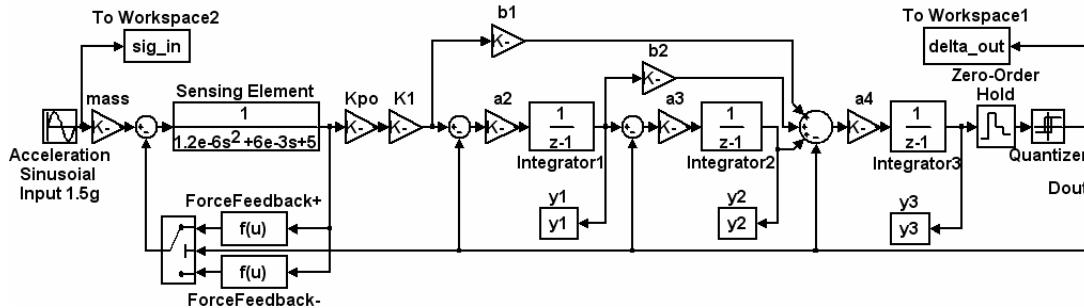 To Workspace2
sig_in
mass
K-
Acceleration
Sinusoial
Input 1.5g
Sensing Element
1
1.2e-6s² +6e-3s+5
Kpo
K-
K1
K-
b1
K-
b2
K-
a2
K-
1
z-1
Integrator1
a3
K-
1
z-1
Integrator2
a4
K-
1
z-1
Integrator3
To Workspace1
delta_out
Zero-Order
Hold
Quantizer
Dout
y1
y1
y2
y2
y3
y3
ForceFeedback+
f(u)
f(u)
ForceFeedback-